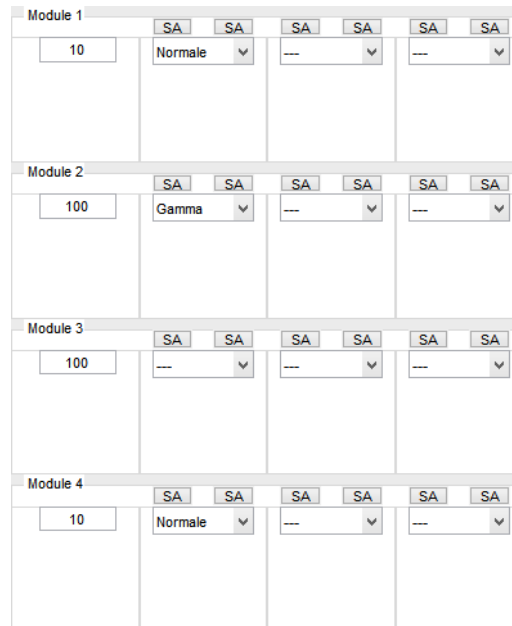 Module 1
SA SA SA SA SA SA
10 Normale --- ---
Module 2
SA SA SA SA SA SA
100 Gamma --- ---
Module 3
SA SA SA SA SA SA
100 --- --- ---
Module 4
SA SA SA SA SA SA
10 Normale --- ---